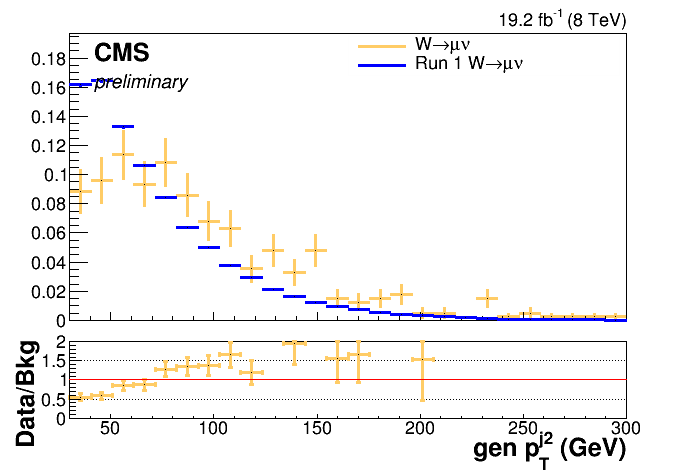 19.2 fb⁻¹ (8 TeV)
CMS
preliminary
W→μν
Run 1 W→μν
0.18
0.16
0.14
0.12
0.1
0.08
0.06
0.04
0.02
0
Data/Bkg
2
1.5
1
0.5
0
50 100 150 200 250 300
gen p_T^j2 (GeV)